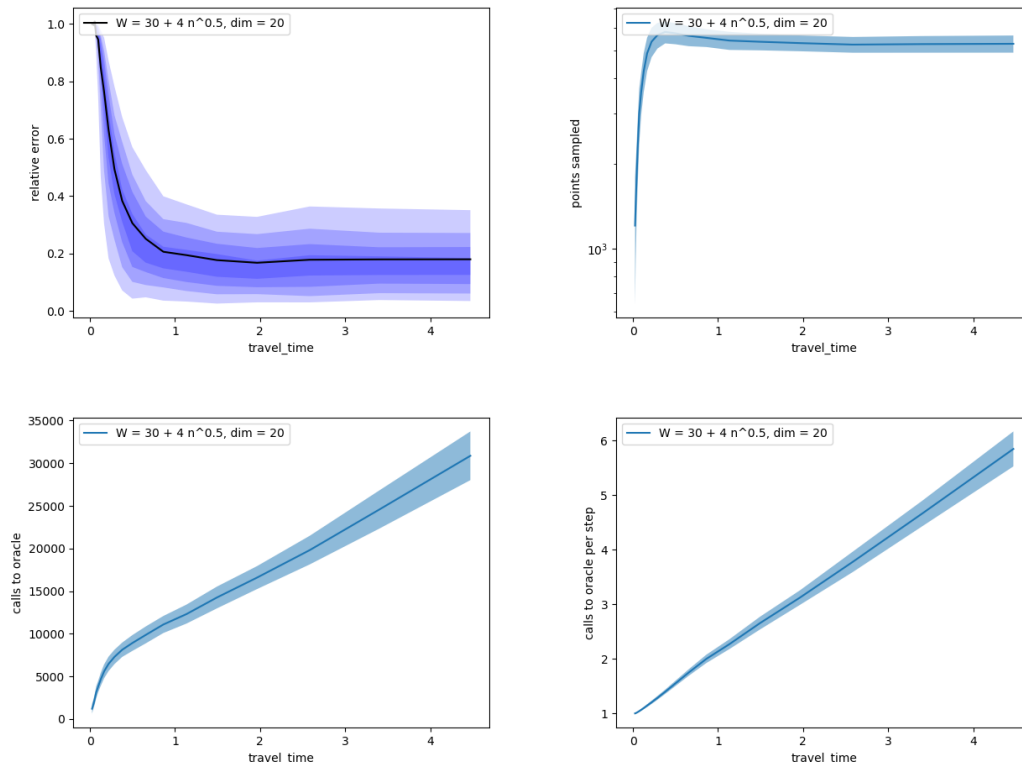 W = 30 + 4 n^0.5, dim = 20
relative error
1.0
0.8
0.6
0.4
0.2
0.0
0 1 2 3 4
travel_time
W = 30 + 4 n^0.5, dim = 20
points sampled
10^3
0 1 2 3 4
travel_time
W = 30 + 4 n^0.5, dim = 20
calls to oracle
35000
30000
25000
20000
15000
10000
5000
0
0 1 2 3 4
travel_time
W = 30 + 4 n^0.5, dim = 20
calls to oracle per step
6
5
4
3
2
1
0 1 2 3 4
travel_time